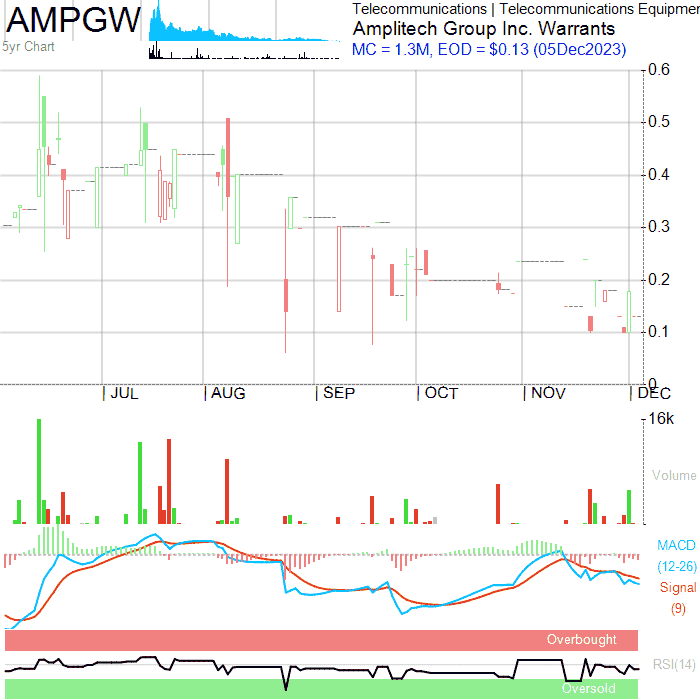 AMPGW
5yr Chart
Telecommunications | Telecommunications Equipmen
Amplitech Group Inc. Warrants
MC = 1.3M, EOD = $0.13 (05Dec2023)
0.6
0.5
0.4
0.3
0.2
0.1
0
| JUL | AUG | SEP | OCT | NOV | DEC
16k
Volume
MACD
(12-26)
Signal
(9)
Overbought
RSI(14)
Oversold